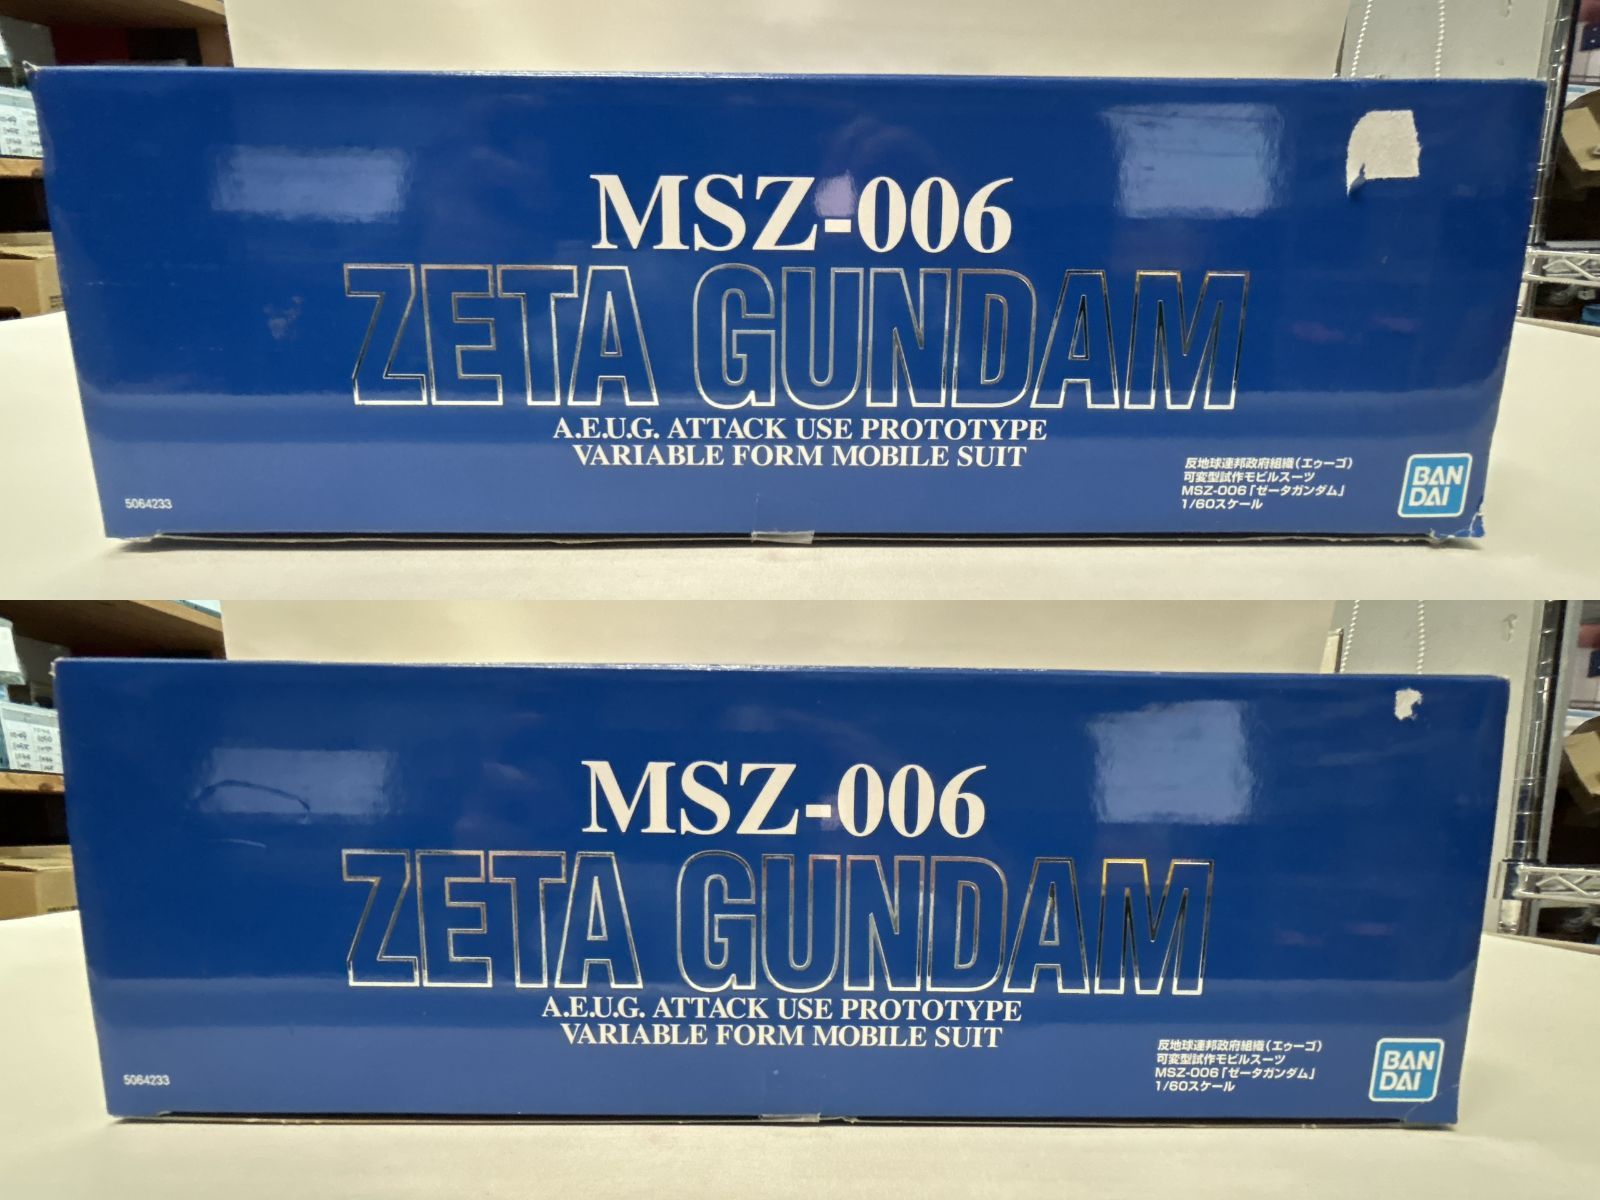 MSZ-006
ZETA GUNDAM
A.E.U.G. ATTACK USE PROTOTYPE
VARIABLE FORM MOBILE SUIT
5064233
反地球連邦政府組織(エゥーゴ)
可変型試作モビルスーツ
MSZ-006「ゼータガンダム」
1/60スケール
BAN
DAI
MSZ-006
ZETA GUNDAM
A.E.U.G. ATTACK USE PROTOTYPE
VARIABLE FORM MOBILE SUIT
5064233
反地球連邦政府組織(エゥーゴ)
可変型試作モビルスーツ
MSZ-006「ゼータガンダム」
1/60スケール
BAN
DAI